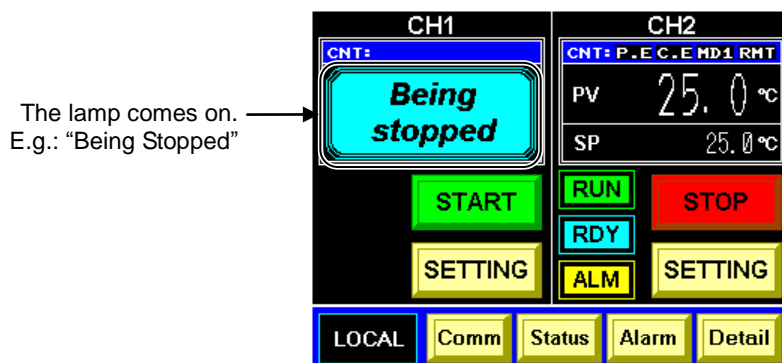 CH1
CH2
CNT:
CNT: P.E C.E MD1 RMT
The lamp comes on.
E.g.: “Being Stopped”
Being
stopped
PV 25.0 ℃
SP 25.0 ℃
START
RUN
STOP
RDY
SETTING
ALM
SETTING
LOCAL
Comm
Status
Alarm
Detail